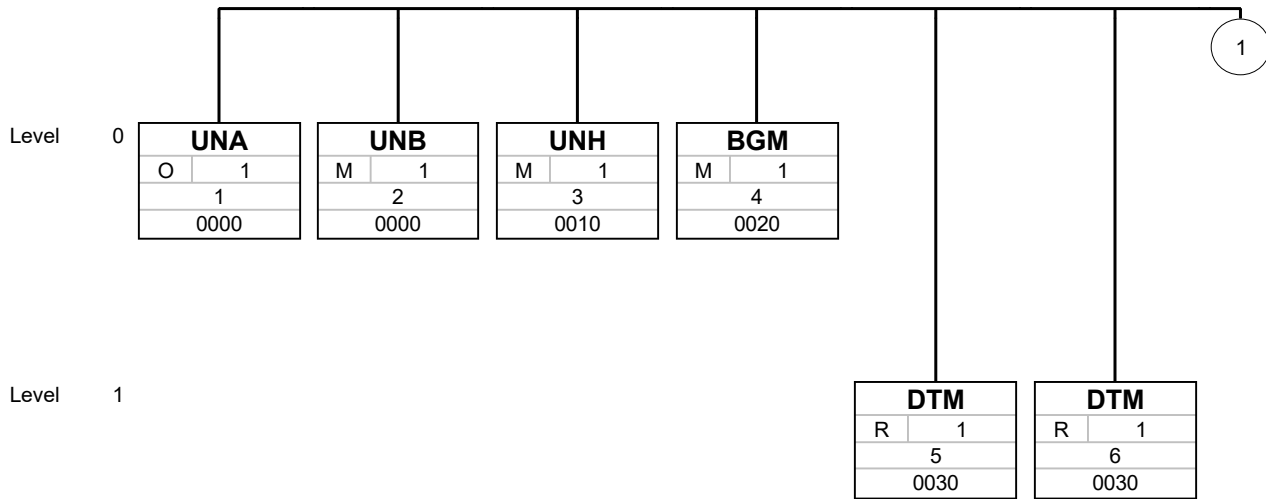 1
Level 0
UNA UNB UNH BGM
O 1 M 1 M 1 M 1
1 2 3 4
0000 0000 0010 0020
Level 1
DTM DTM
R 1 R 1
5 6
0030 0030